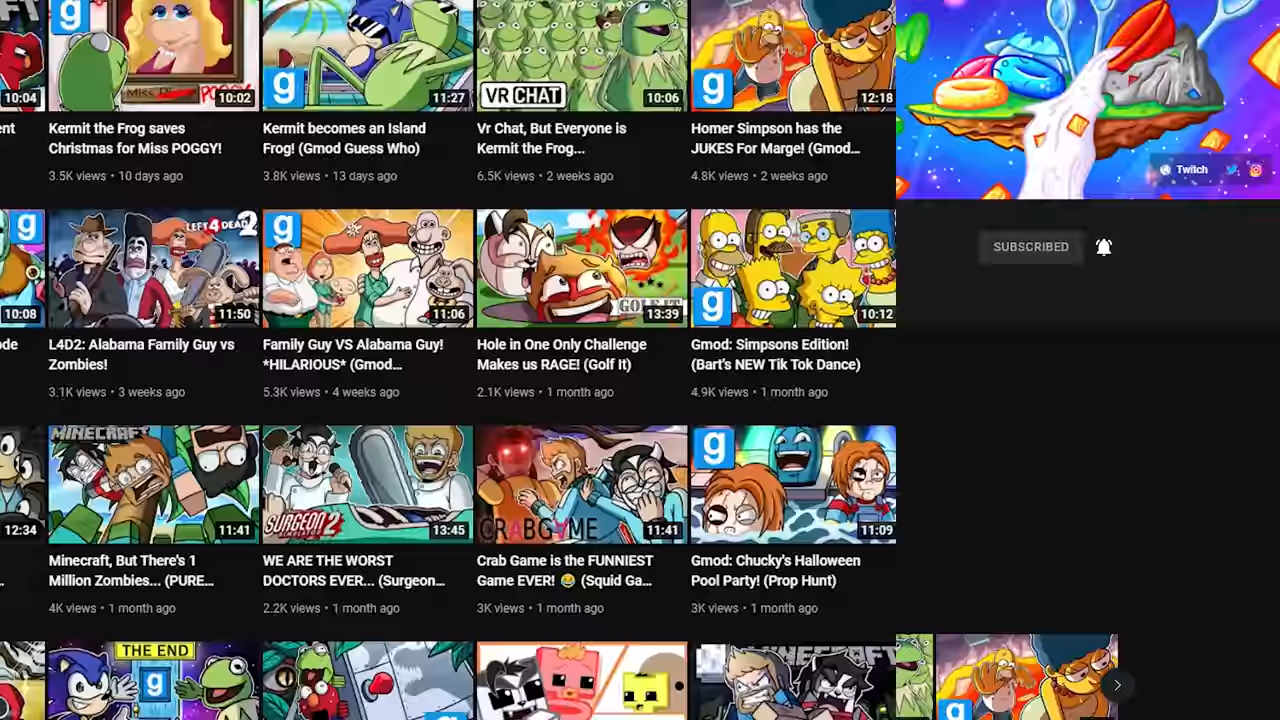 10:04
10:02
11:27
VR CHAT
10:06
12:18
ent
Kermit the Frog saves
Christmas for Miss POGGY!
3.5K views • 10 days ago
Kermit becomes an Island
Frog! (Gmod Guess Who)
3.8K views • 13 days ago
Vr Chat, But Everyone is
Kermit the Frog...
6.5K views • 2 weeks ago
Homer Simpson has the
JUKES For Marge! (Gmod...
4.8K views • 2 weeks ago
Twitch
SUBSCRIBED
g
10:08
LEFT 4 DEAD 2
11:50
g
11:06
GOLF IT
13:39
g
10:12
ode
L4D2: Alabama Family Guy vs
Zombies!
3.1K views • 3 weeks ago
Family Guy VS Alabama Guy!
*HILARIOUS* (Gmod...
5.3K views • 4 weeks ago
Hole in One Only Challenge
Makes us RAGE! (Golf It)
2.1K views • 1 month ago
Gmod: Simpsons Edition!
(Bart's NEW Tik Tok Dance)
4.9K views • 1 month ago
12:34
MINECRAFT
11:41
SURGEON
2
13:45
CRABGAME
11:41
g
11:09
Minecraft, But There's 1
Million Zombies... (PURE...
4K views • 1 month ago
WE ARE THE WORST
DOCTORS EVER... (Surgeon...
2.2K views • 1 month ago
Crab Game is the FUNNIEST
Game EVER! 😂 (Squid Ga...
3K views • 1 month ago
Gmod: Chucky's Halloween
Pool Party! (Prop Hunt)
3K views • 1 month ago
THE END
g
MINECRAFT